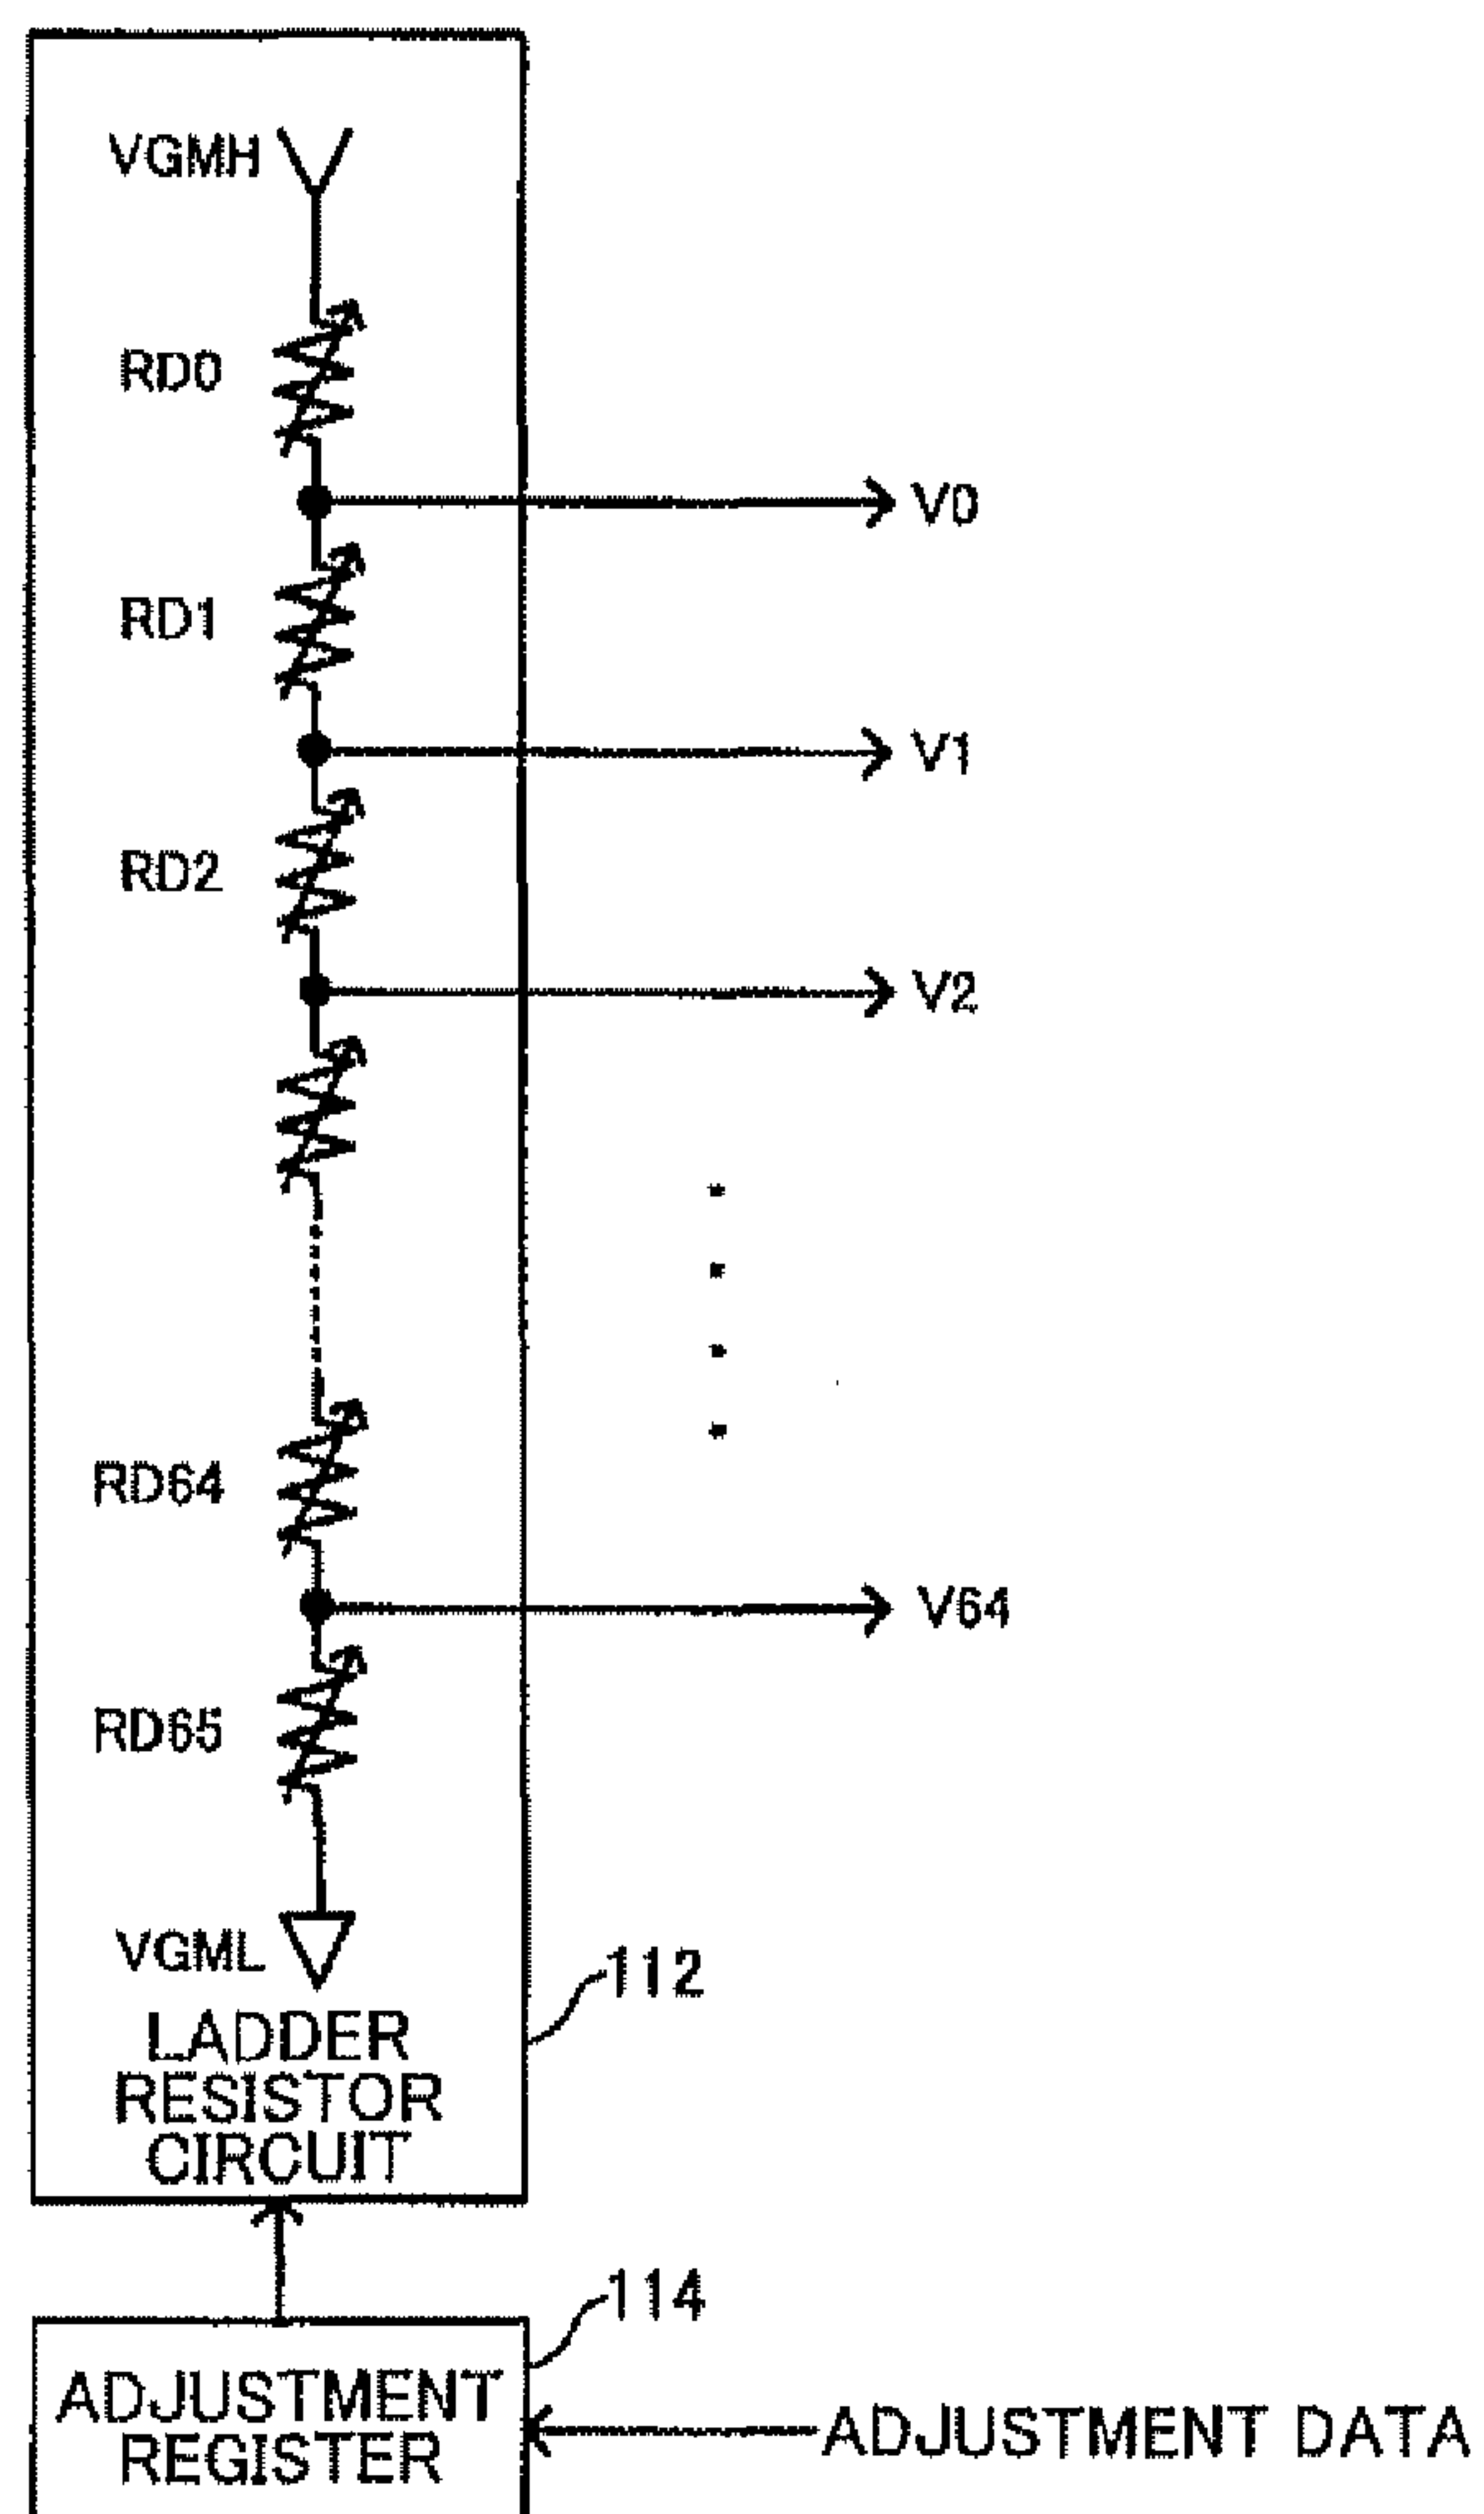 VGMH
RD0
V0
RD1
V1
RD2
V2
RD64
V64
RD65
VGML
112
LADDER
RESISTOR
CIRCUIT
114
ADJUSTMENT
REGISTER
ADJUSTMENT DATA